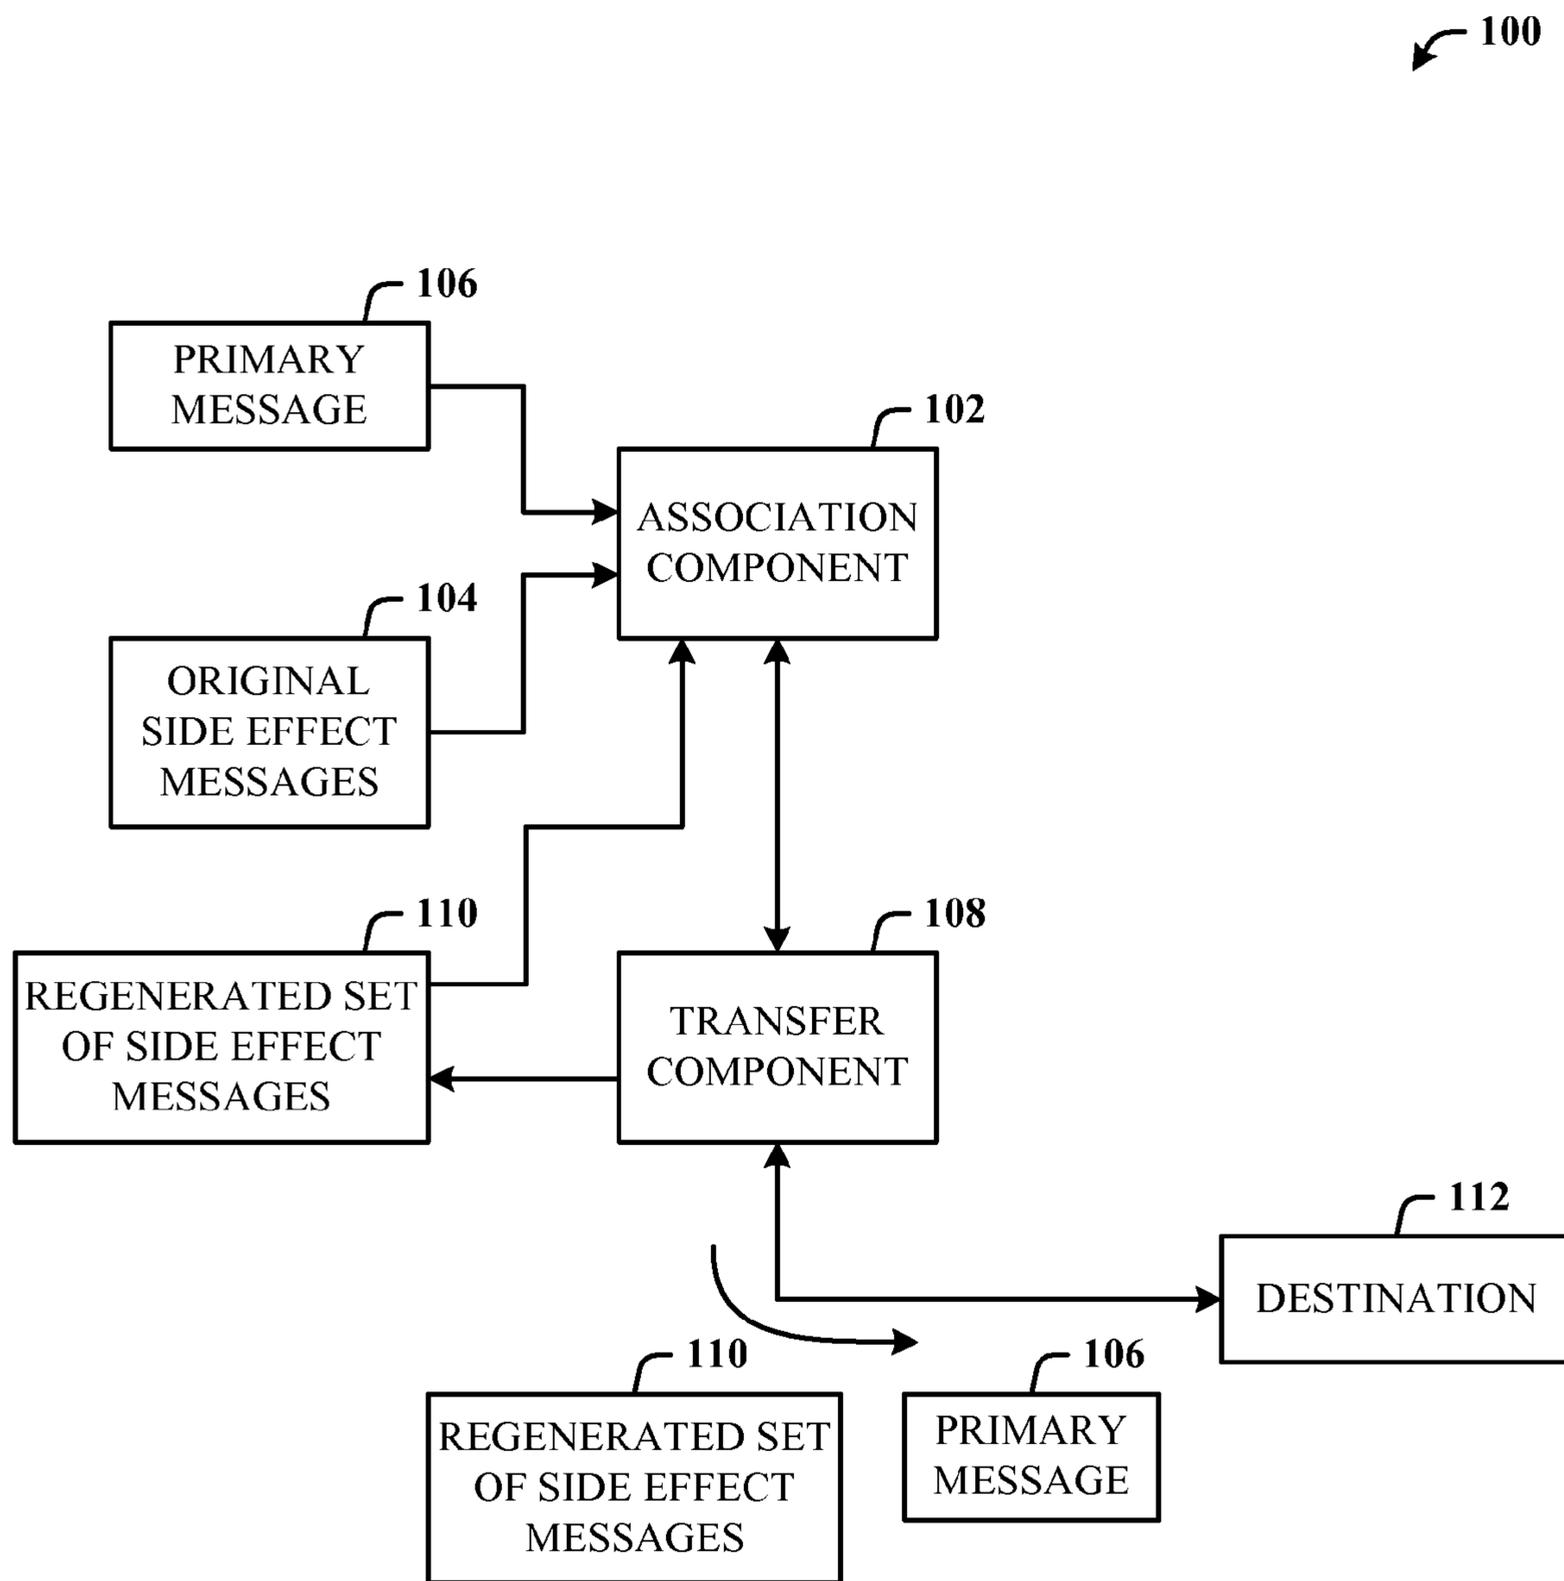 100
106
PRIMARY
MESSAGE
102
ASSOCIATION
COMPONENT
104
ORIGINAL
SIDE EFFECT
MESSAGES
110
REGENERATED SET
OF SIDE EFFECT
MESSAGES
108
TRANSFER
COMPONENT
112
DESTINATION
110
REGENERATED SET
OF SIDE EFFECT
MESSAGES
106
PRIMARY
MESSAGE